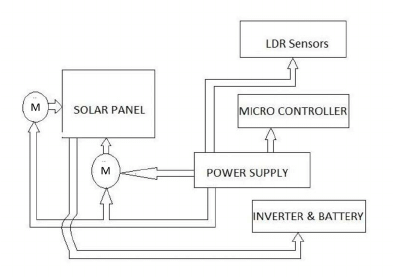 LDR Sensors
M
SOLAR PANEL
MICRO CONTROLLER
M
POWER SUPPLY
INVERTER & BATTERY